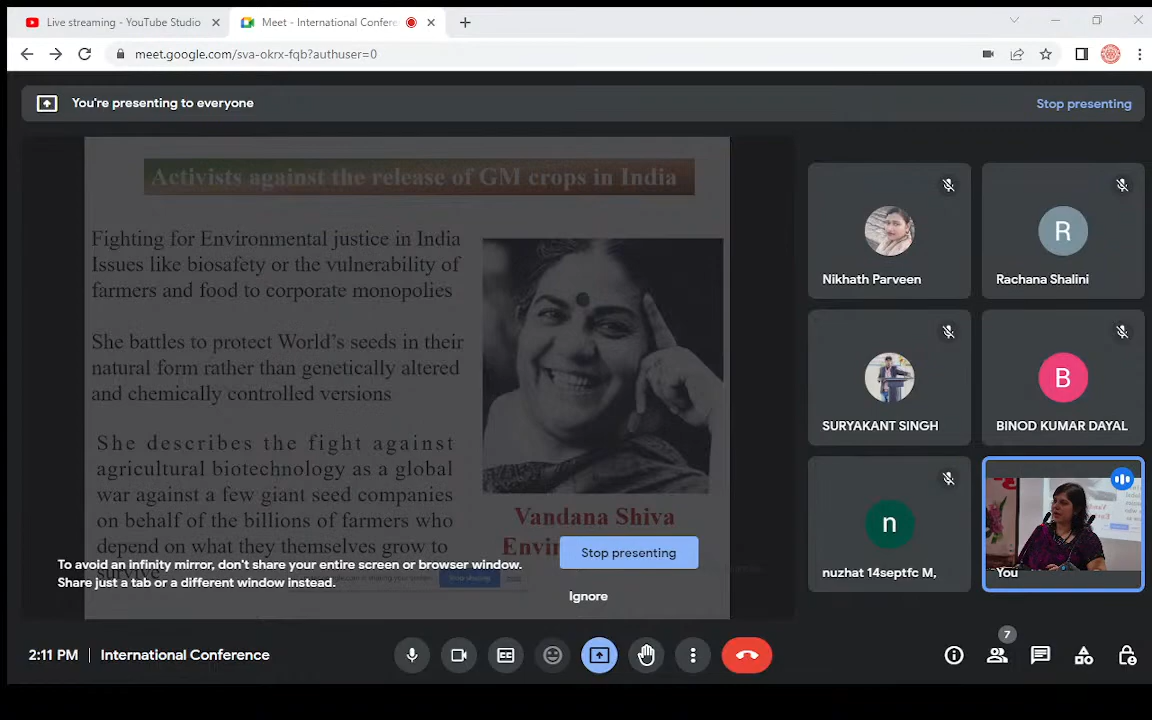 Live streaming - YouTube Studio
Meet - International Confere
meet.google.com/sva-okrx-fqb?authuser=0
You're presenting to everyone
Stop presenting
Activists against the release of GM crops in India
Fighting for Environmental justice in India
Issues like biosafety or the vulnerability of
farmers and food to corporate monopolies
She battles to protect World's seeds in their
natural form rather than genetically altered
and chemically controlled versions
She describes the fight against
agricultural biotechnology as a global
war against a few giant seed companies
on behalf of the billions of farmers who
depend on what they themselves grow to
survive
Vandana Shiva
To avoid an infinity mirror, don't share your entire screen or browser window.
Share just a tab or a different window instead.
Stop presenting
Ignore
Nikhath Parveen
R
Rachana Shalini
SURYAKANT SINGH
B
BINOD KUMAR DAYAL
n
nuzhat 14septfc M,
You
2:11 PM
International Conference
7